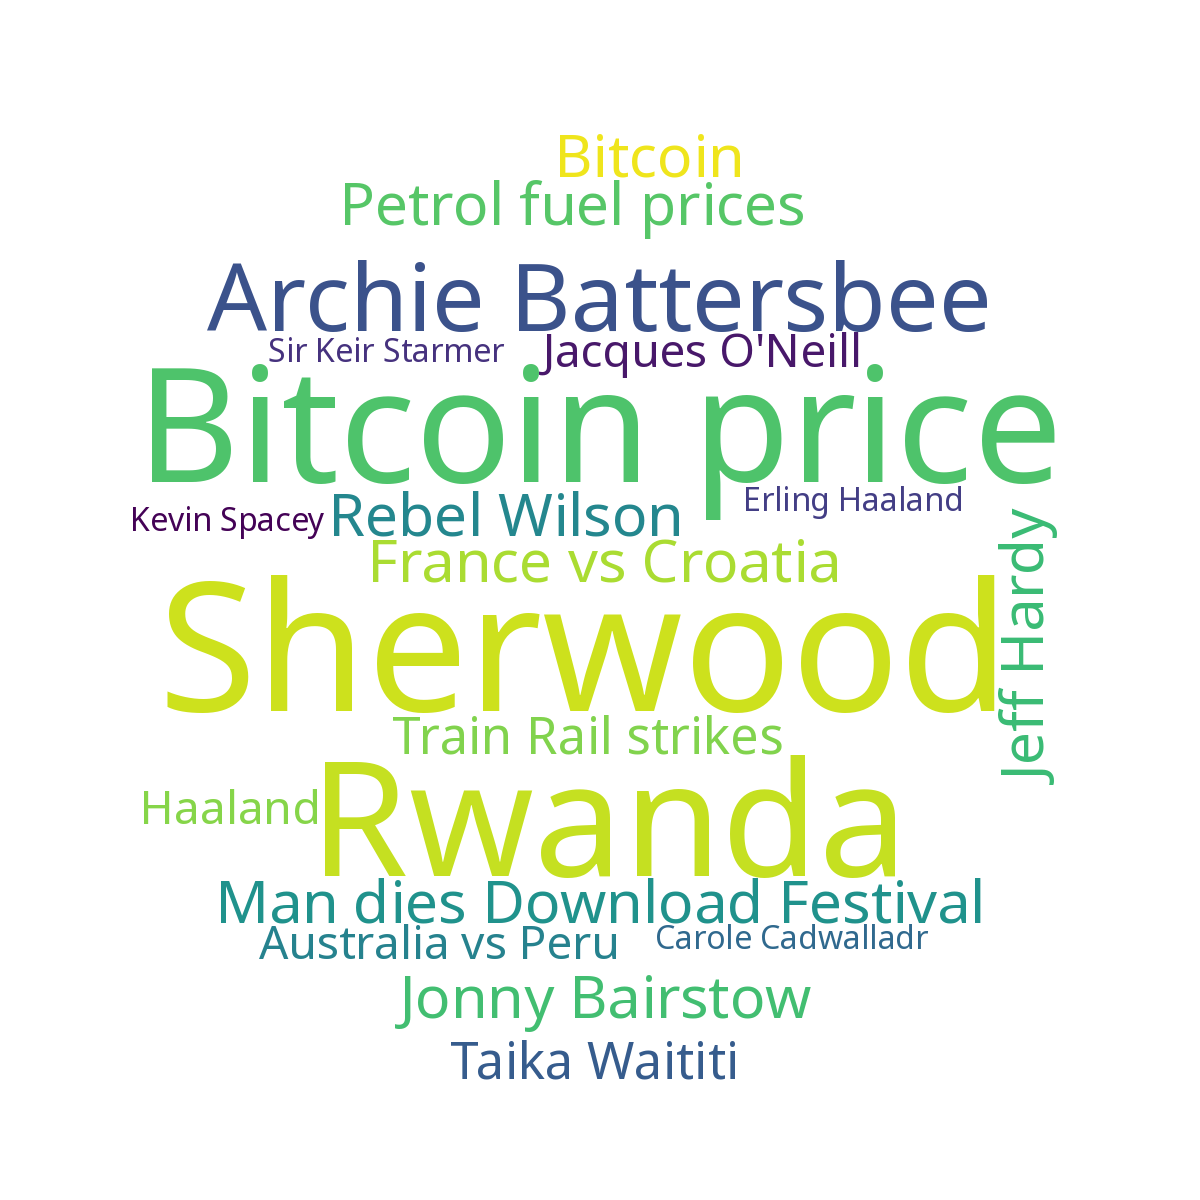 Bitcoin
Petrol fuel prices
Archie Battersbee
Sir Keir Starmer
Jacques O'Neill
Bitcoin price
Kevin Spacey
Rebel Wilson
Erling Haaland
France vs Croatia
Jeff Hardy
Sherwood
Train Rail strikes
Rwanda
Haaland
Man dies Download Festival
Australia vs Peru
Carole Cadwalladr
Jonny Bairstow
Taika Waititi